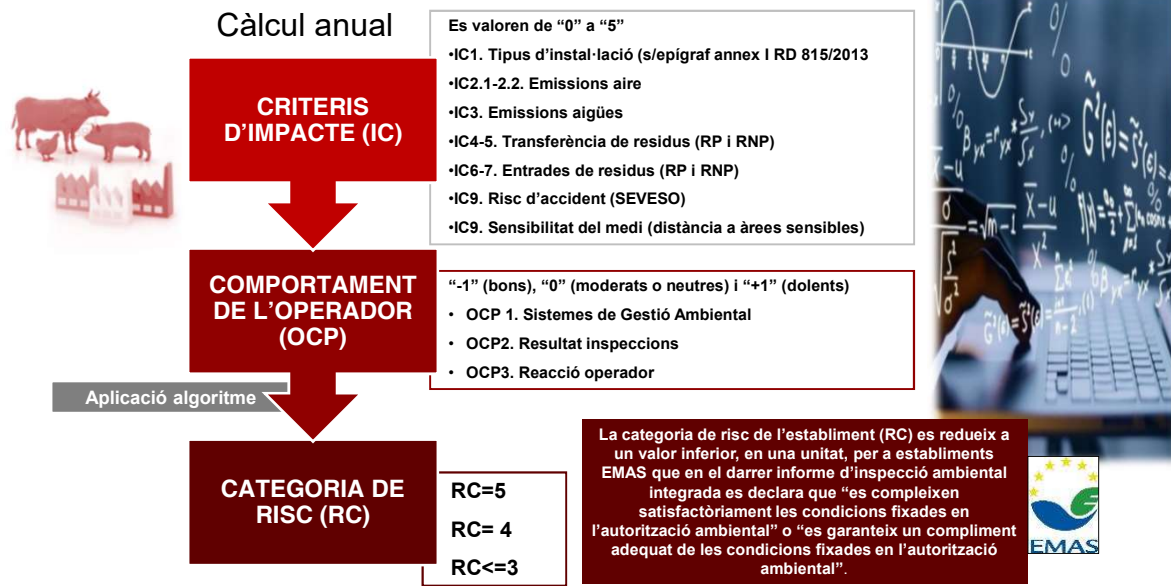 Càlcul anual
CRITERIS
D’IMPACTE (IC)
Es valoren de “0” a “5”
•IC1. Tipus d’instal·lació (s/epígraf annex I RD 815/2013
•IC2.1-2.2. Emissions aire
•IC3. Emissions aigües
•IC4-5. Transferència de residus (RP i RNP)
•IC6-7. Entrades de residus (RP i RNP)
•IC9. Risc d’accident (SEVESO)
•IC9. Sensibilitat del medi (distància a àrees sensibles)
COMPORTAMENT
DE L’OPERADOR
(OCP)
“-1” (bons), “0” (moderats o neutres) i “+1” (dolents)
• OCP 1. Sistemes de Gestió Ambiental
• OCP2. Resultat inspeccions
• OCP3. Reacció operador
Aplicació algoritme
CATEGORIA DE
RISC (RC)
RC=5
RC= 4
RC<=3
La categoria de risc de l’establiment (RC) es redueix a
un valor inferior, en una unitat, per a establiments
EMAS que en el darrer informe d’inspecció ambiental
integrada es declara que “es compleixen
satisfactòriament les condicions fixades en
l’autorització ambiental” o “es garanteix un compliment
adequat de les condicions fixades en l’autorització
ambiental”.
EMAS